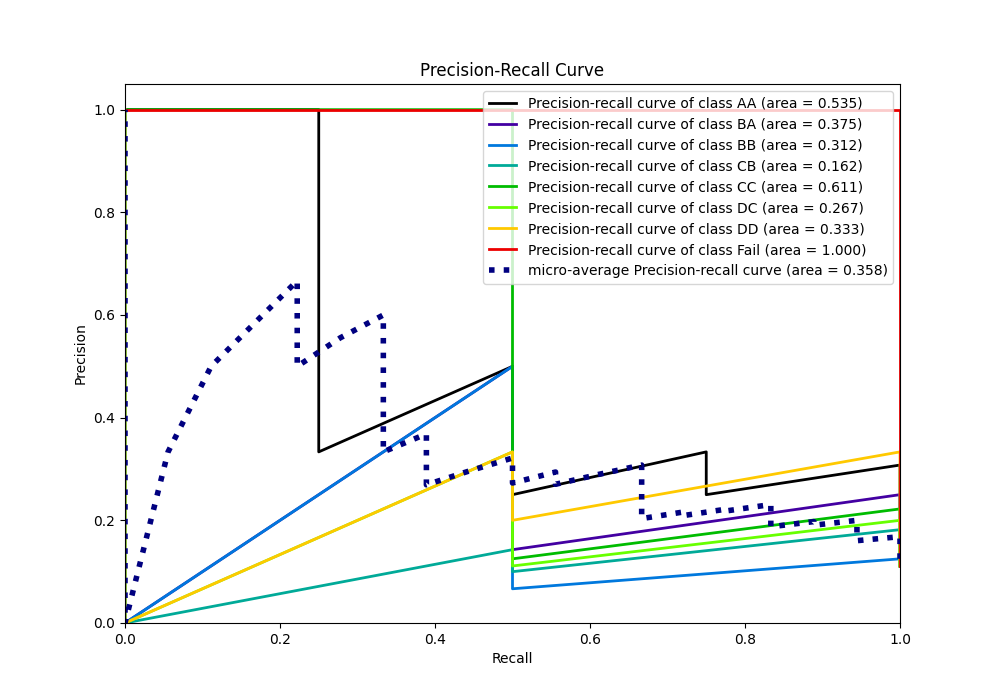 Precision-Recall Curve
Precision-recall curve of class AA (area = 0.535)
Precision-recall curve of class BA (area = 0.375)
Precision-recall curve of class BB (area = 0.312)
Precision-recall curve of class CB (area = 0.162)
Precision-recall curve of class CC (area = 0.611)
Precision-recall curve of class DC (area = 0.267)
Precision-recall curve of class DD (area = 0.333)
Precision-recall curve of class Fail (area = 1.000)
micro-average Precision-recall curve (area = 0.358)
Precision
1.0
0.8
0.6
0.4
0.2
0.0
0.0 0.2 0.4 0.6 0.8 1.0
Recall